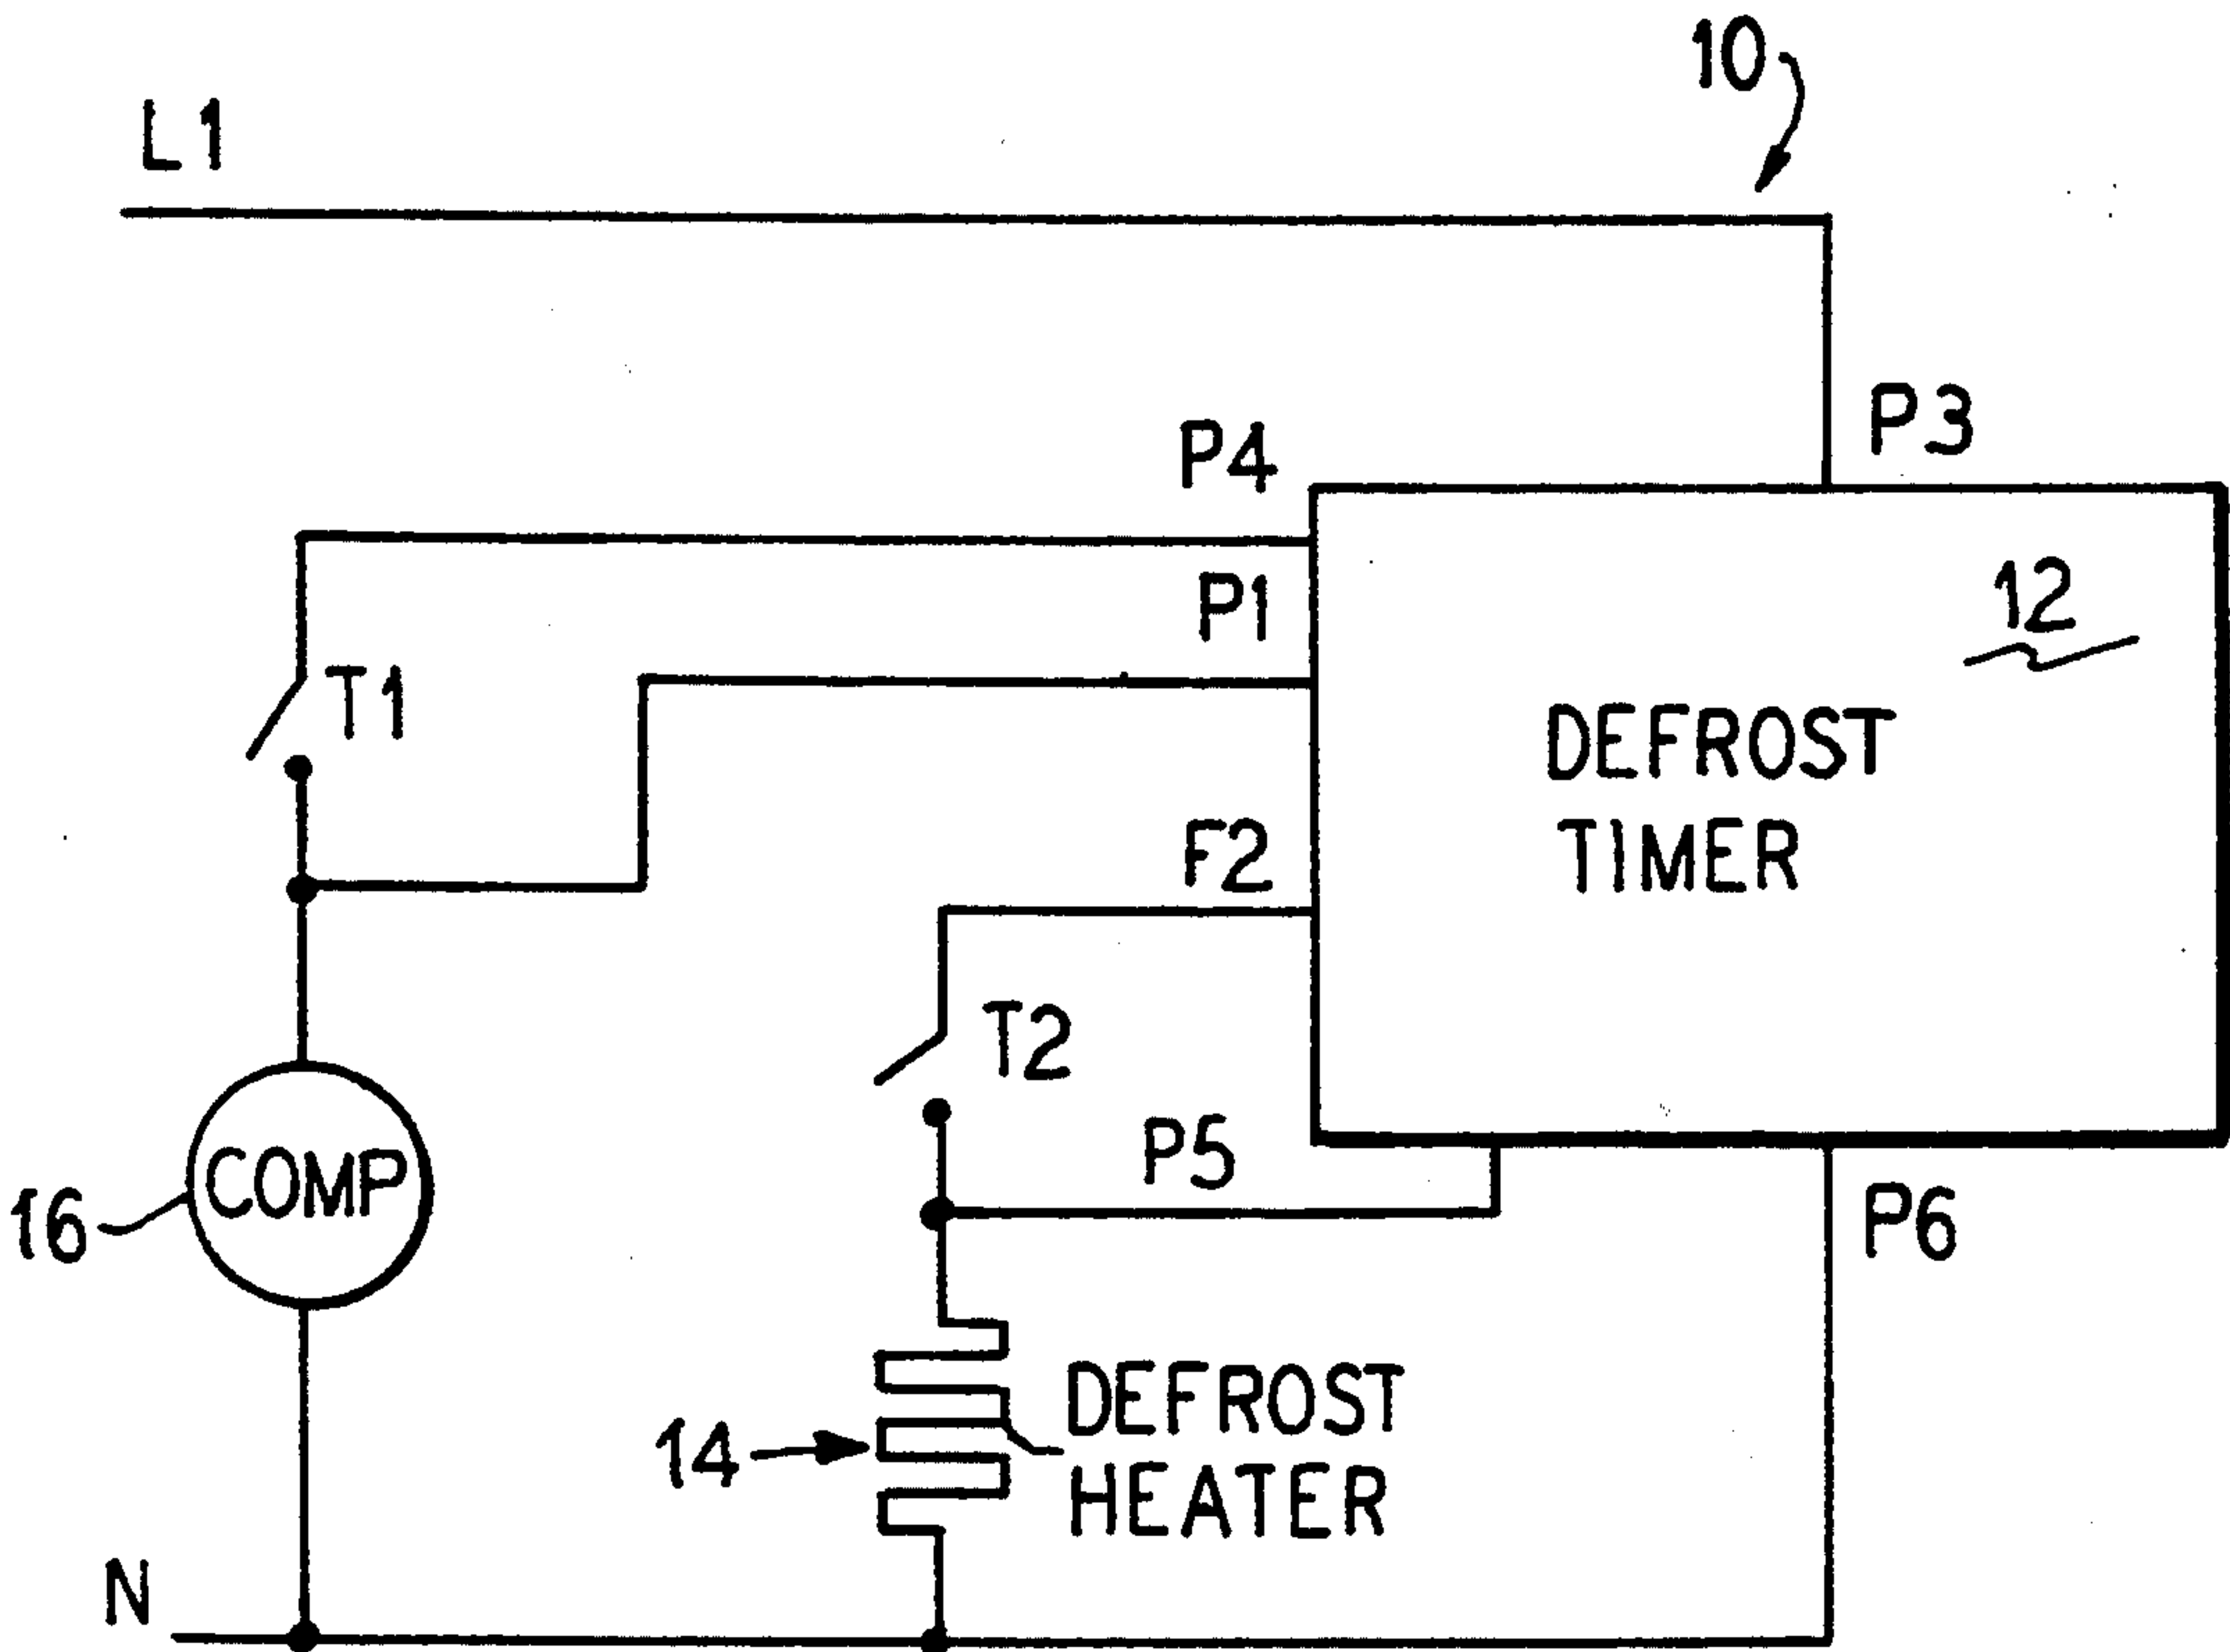 10
L1
P3
P4
P1
12
T1
DEFROST
TIMER
F2
T2
P5
COMP
16
P6
DEFROST
HEATER
14
N